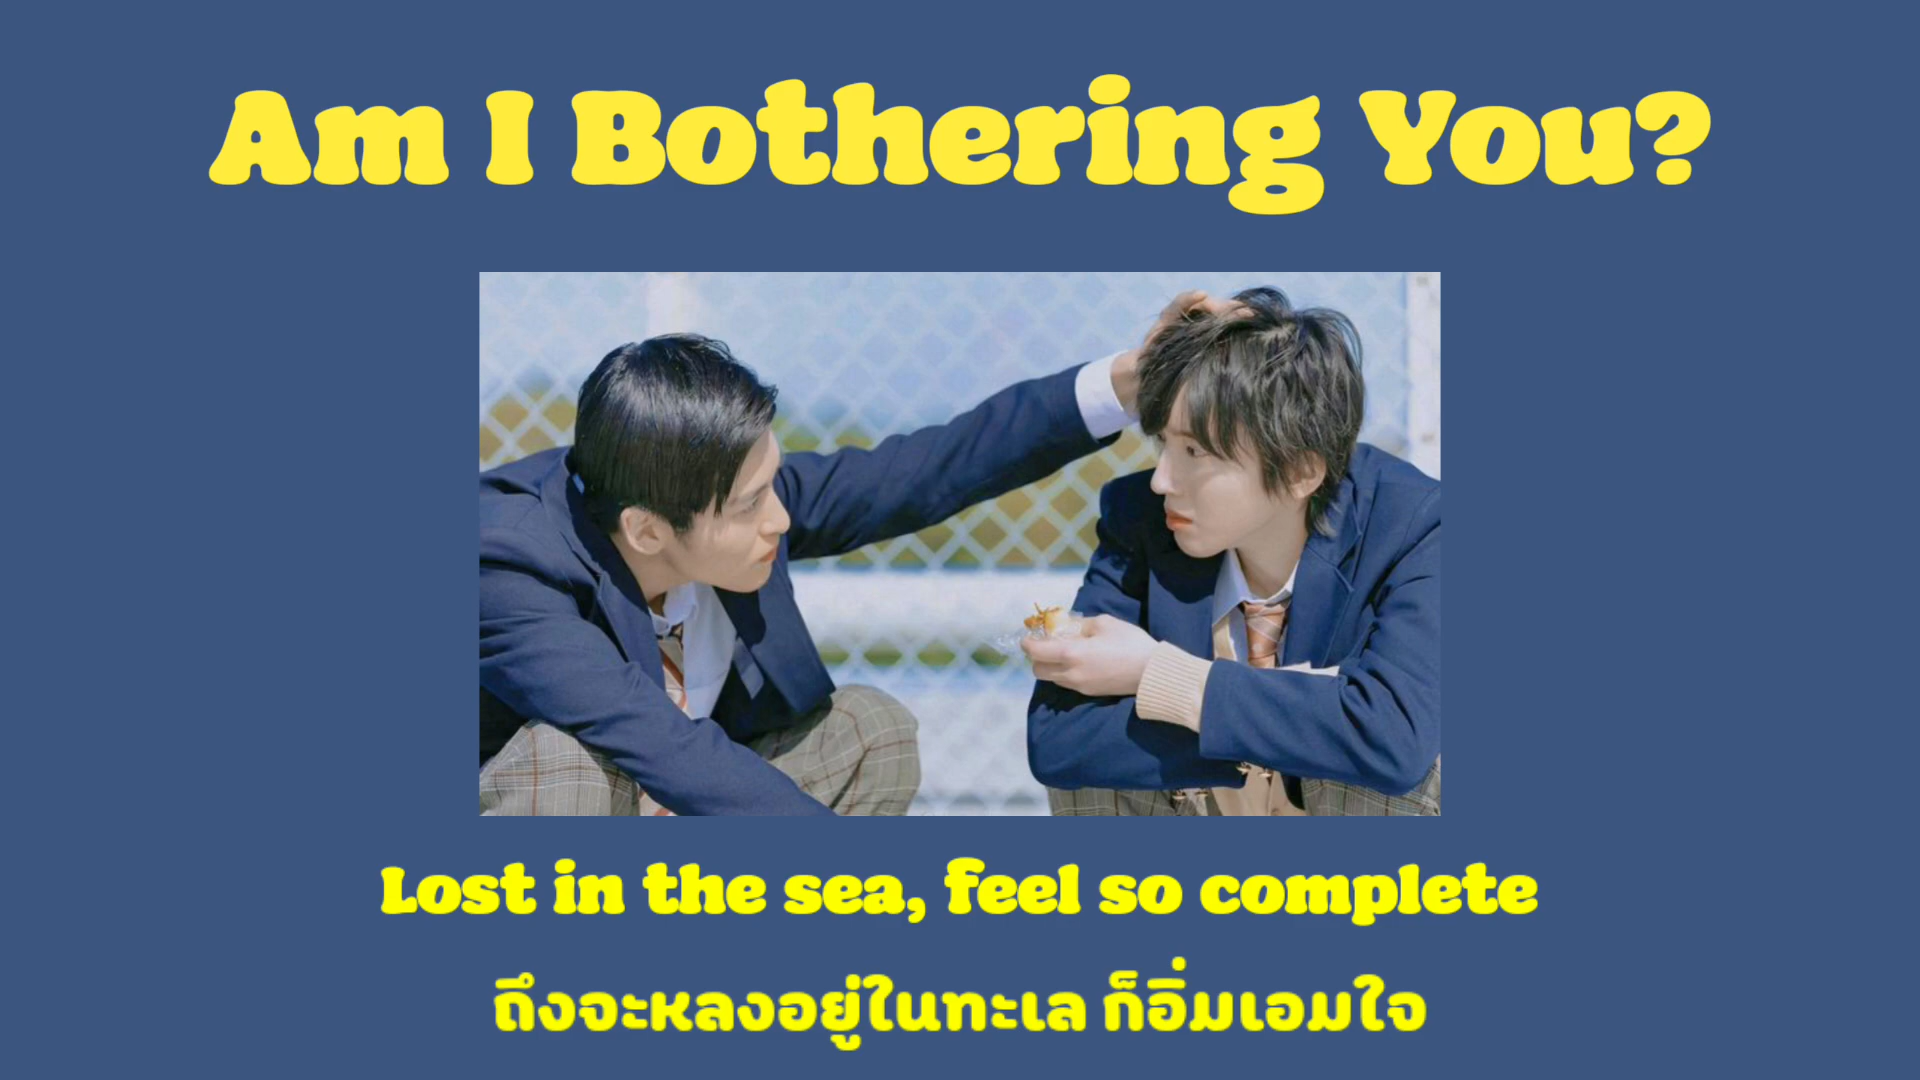 Am I Bothering You?
Lost in the sea, feel so complete
ถึงจะหลงอยู่ในทะเล ก็อิ่มเอมใจ